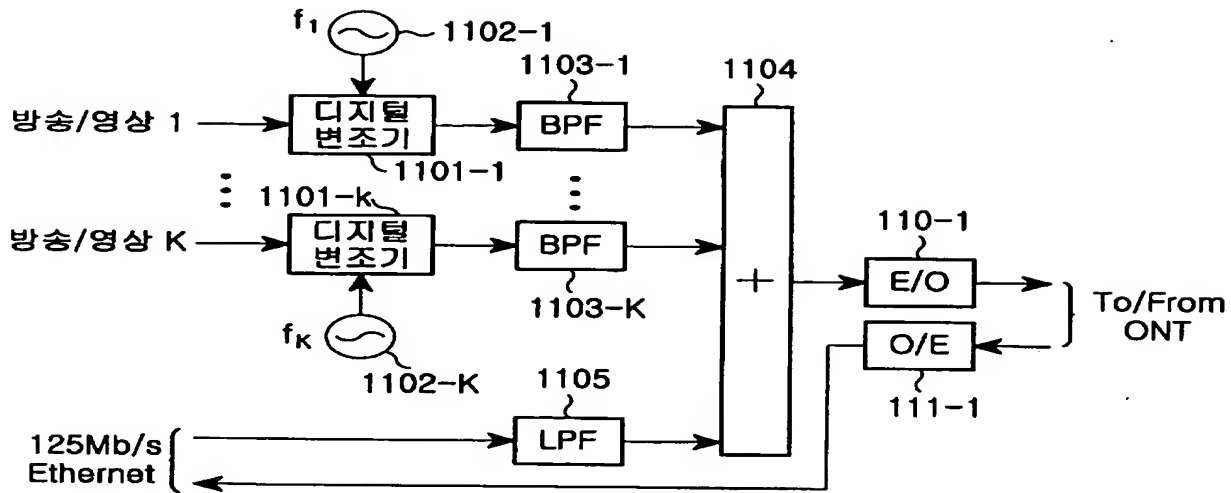 f1
1102-1
1103-1
1104
방송/영상 1
디지털
변조기
BPF
1101-1
1101-k
방송/영상 K
디지털
변조기
BPF
110-1
+
E/O
1103-K
To/From
ONT
fK
O/E
1102-K
1105
111-1
125Mb/s
Ethernet
LPF